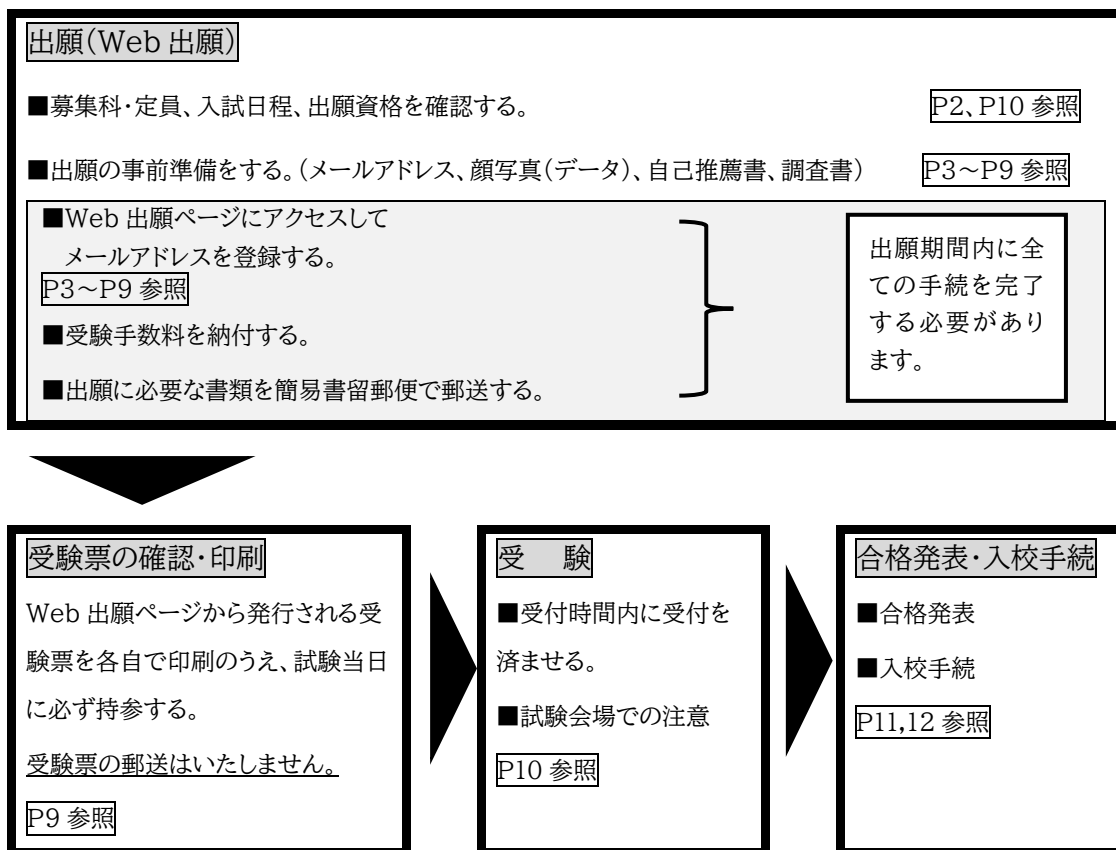 出願(Web 出願)
■募集科・定員、入試日程、出願資格を確認する。 P2、P10 参照
■出願の事前準備をする。(メールアドレス、顔写真(データ)、自己推薦書、調査書) P3～P9 参照
■Web 出願ページにアクセスして
メールアドレスを登録する。
P3～P9 参照
■受験手数料を納付する。
■出願に必要な書類を簡易書留郵便で郵送する。
出願期間内に全
ての手続を完了
する必要があり
ます。
受験票の確認・印刷
Web 出願ページから発行される受
験票を各自で印刷のうえ、試験当日
に必ず持参する。
受験票の郵送はいたしません。
P9 参照
受　験
■受付時間内に受付を
済ませる。
■試験会場での注意
P10 参照
合格発表・入校手続
■合格発表
■入校手続
P11,12 参照